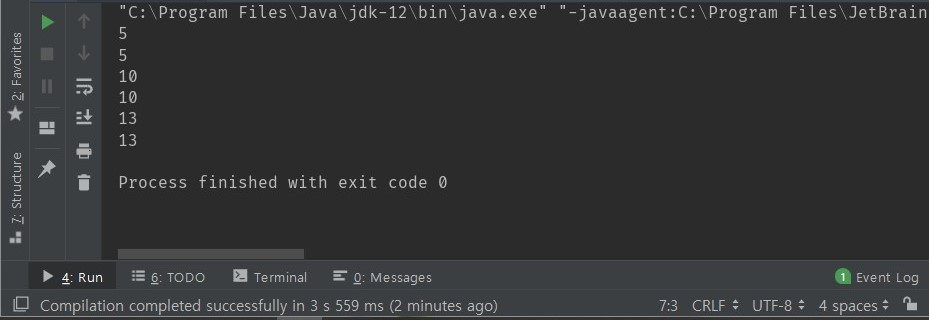 "C:\Program Files\Java\jdk-12\bin\java.exe" "-javaagent:C:\Program Files\JetBrain
5
5
10
10
13
13
Process finished with exit code 0
2: Favorites
7: Structure
4: Run 6: TODO Terminal 0: Messages 1 Event Log
Compilation completed successfully in 3 s 559 ms (2 minutes ago) 7:3 CRLF UTF-8 4 spaces